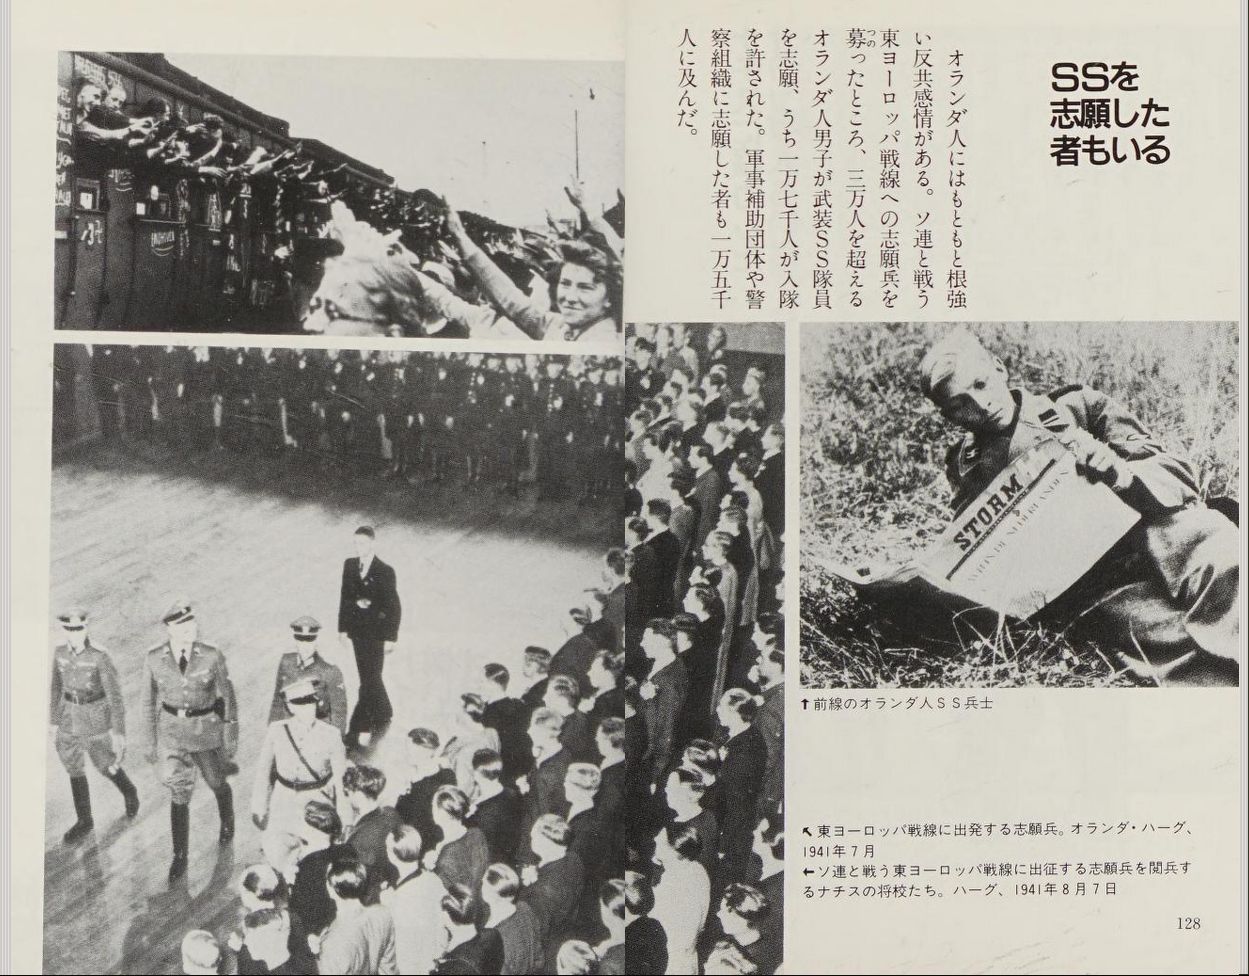 SSを
志願した
者もいる
オランダ人にはもともと根強
い反共感情がある。ソ連と戦う
東ヨーロッパ戦線への志願兵を
募ったところ、三万人を超える
つの
オランダ人男子が武装SS隊員
を志願、うち一万七千人が入隊
を許された。軍事補助団体や警
察組織に志願した者も一万五千
人に及んだ。
EINDHOVEN
STORM
↑前線のオランダ人SS兵士
↖東ヨーロッパ戦線に出発する志願兵。オランダ・ハーグ、
1941年7月
←ソ連と戦う東ヨーロッパ戦線に出征する志願兵を閲兵す
るナチスの将校たち。ハーグ、1941年8月7日
128